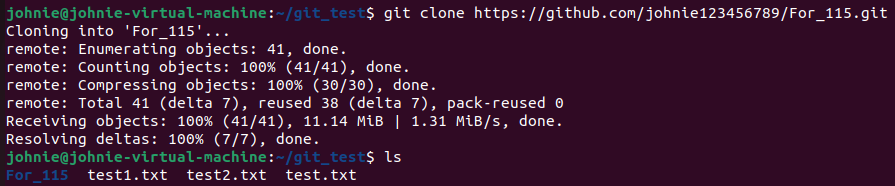 johnie@johnie-virtual-machine:~/git_test$ git clone https://github.com/johnie123456789/For_115.git
Cloning into 'For_115'...
remote: Enumerating objects: 41, done.
remote: Counting objects: 100% (41/41), done.
remote: Compressing objects: 100% (30/30), done.
remote: Total 41 (delta 7), reused 38 (delta 7), pack-reused 0
Receiving objects: 100% (41/41), 11.14 MiB | 1.31 MiB/s, done.
Resolving deltas: 100% (7/7), done.
johnie@johnie-virtual-machine:~/git_test$ ls
For_115  test1.txt  test2.txt  test.txt